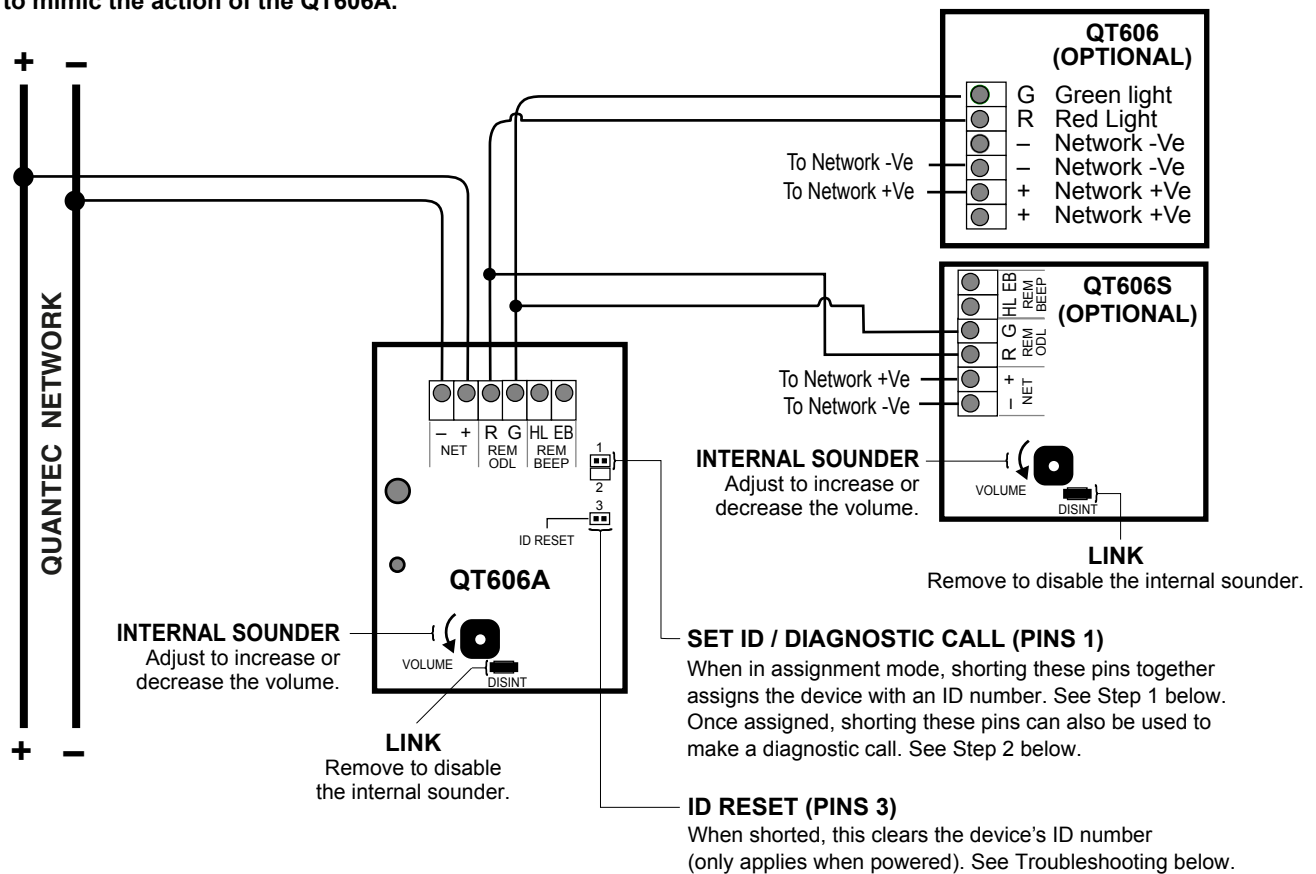 to mimic the action of the QT606A.
+ –
QUANTEC NETWORK
+ –
QT606
(OPTIONAL)
G Green light
R Red Light
– Network -Ve
– Network -Ve
+ Network +Ve
+ Network +Ve
To Network -Ve
To Network +Ve
QT606S
(OPTIONAL)
HL EB
REM
BEEP
R G
REM
ODL
– +
NET
To Network +Ve
To Network -Ve
INTERNAL SOUNDER
Adjust to increase or
decrease the volume.
VOLUME
DISINT
LINK
Remove to disable the internal sounder.
– + R G HL EB
NET REM REM
ODL BEEP
1
2
3
ID RESET
QT606A
INTERNAL SOUNDER
Adjust to increase or
decrease the volume.
VOLUME
DISINT
LINK
Remove to disable
the internal sounder.
SET ID / DIAGNOSTIC CALL (PINS 1)
When in assignment mode, shorting these pins together
assigns the device with an ID number. See Step 1 below.
Once assigned, shorting these pins can also be used to
make a diagnostic call. See Step 2 below.
ID RESET (PINS 3)
When shorted, this clears the device’s ID number
(only applies when powered). See Troubleshooting below.